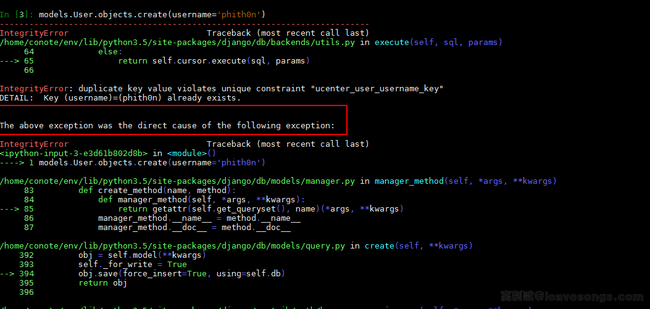 In [3]: models.User.objects.create(username='phith0n')
---------------------------------------------------------------------------
IntegrityError                            Traceback (most recent call last)
/home/conote/env/lib/python3.5/site-packages/django/db/backends/utils.py in execute(self, sql, params)
     64             else:
---> 65                 return self.cursor.execute(sql, params)
     66
IntegrityError: duplicate key value violates unique constraint "ucenter_user_username_key"
DETAIL:  Key (username)=(phith0n) already exists.
The above exception was the direct cause of the following exception:
IntegrityError                            Traceback (most recent call last)
<ipython-input-3-e3d61b802d8b> in <module>()
----> 1 models.User.objects.create(username='phith0n')
/home/conote/env/lib/python3.5/site-packages/django/db/models/manager.py in manager_method(self, *args, **kwargs)
     83         def create_method(name, method):
     84             def manager_method(self, *args, **kwargs):
---> 85                 return getattr(self.get_queryset(), name)(*args, **kwargs)
     86             manager_method.__name__ = method.__name__
     87             manager_method.__doc__ = method.__doc__
/home/conote/env/lib/python3.5/site-packages/django/db/models/query.py in create(self, **kwargs)
    392         obj = self.model(**kwargs)
    393         self._for_write = True
--> 394         obj.save(force_insert=True, using=self.db)
    395         return obj
    396
@leavesongs.com